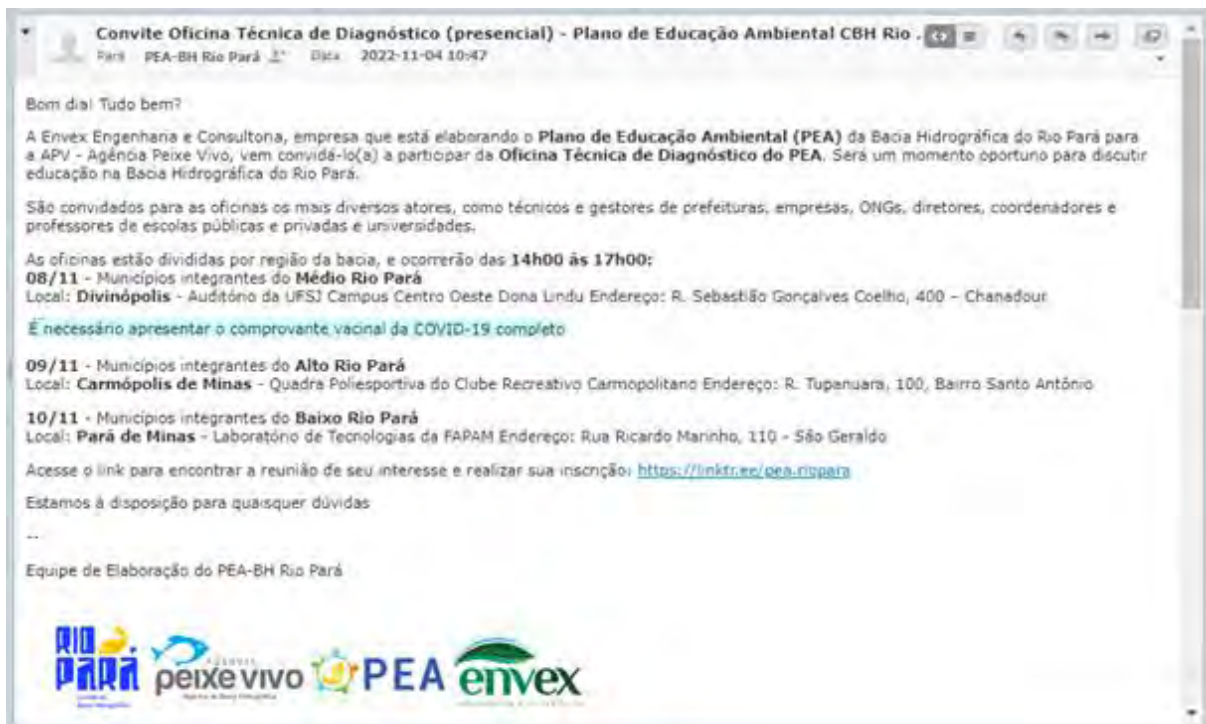 Convite Oficina Técnica de Diagnóstico (presencial) - Plano de Educação Ambiental CBH Rio .
Para PEA-BH Rio Pará Data 2022-11-04 10:47
Bom dia! Tudo bem?
A Envex Engenharia e Consultoria, empresa que está elaborando o Plano de Educação Ambiental (PEA) da Bacia Hidrográfica do Rio Pará para
a APV - Agência Peixe Vivo, vem convidá-lo(a) a participar da Oficina Técnica de Diagnóstico do PEA. Será um momento oportuno para discutir
educação na Bacia Hidrográfica do Rio Pará.
São convidados para as oficinas os mais diversos atores, como técnicos e gestores de prefeituras, empresas, ONGs, diretores, coordenadores e
professores de escolas públicas e privadas e universidades.
As oficinas estão divididas por região da bacia, e ocorrerão das 14h00 às 17h00:
08/11 - Municípios integrantes do Médio Rio Pará
Local: Divinópolis - Auditório da UFSJ Campus Centro Oeste Dona Lindu Endereço: R. Sebastião Gonçalves Coelho, 400 – Chanadour
É necessário apresentar o comprovante vacinal da COVID-19 completo
09/11 - Municípios integrantes do Alto Rio Pará
Local: Carmópolis de Minas - Quadra Poliesportiva do Clube Recreativo Carmopolitano Endereço: R. Tupanuara, 100, Bairro Santo Antônio
10/11 - Municípios integrantes do Baixo Rio Pará
Local: Pará de Minas - Laboratório de Tecnologias da FAPAM Endereço: Rua Ricardo Marinho, 110 - São Geraldo
Acesse o link para encontrar a reunião de seu interesse e realizar sua inscrição: https://linktr.ee/pea.riopara
Estamos à disposição para quaisquer dúvidas
--
Equipe de Elaboração do PEA-BH Rio Pará
RIO PARÁ peixe vivo PEA envex